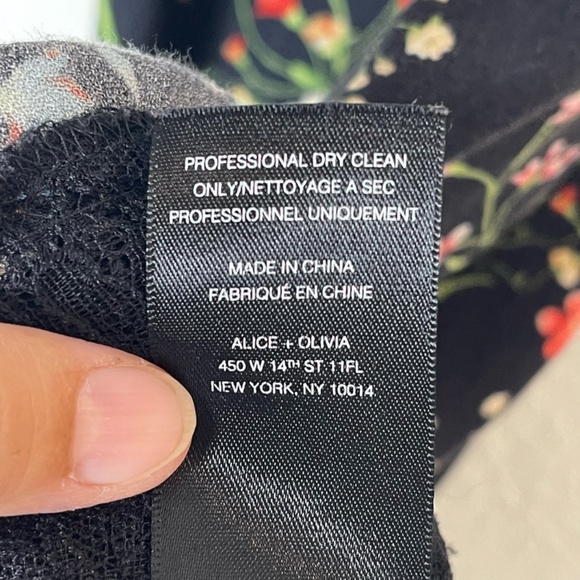 PROFESSIONAL DRY CLEAN
ONLY/NETTOYAGE A SEC
PROFESSIONNEL UNIQUEMENT
MADE IN CHINA
FABRIQUÉ EN CHINE
ALICE + OLIVIA
450 W 14TH ST 11FL
NEW YORK, NY 10014